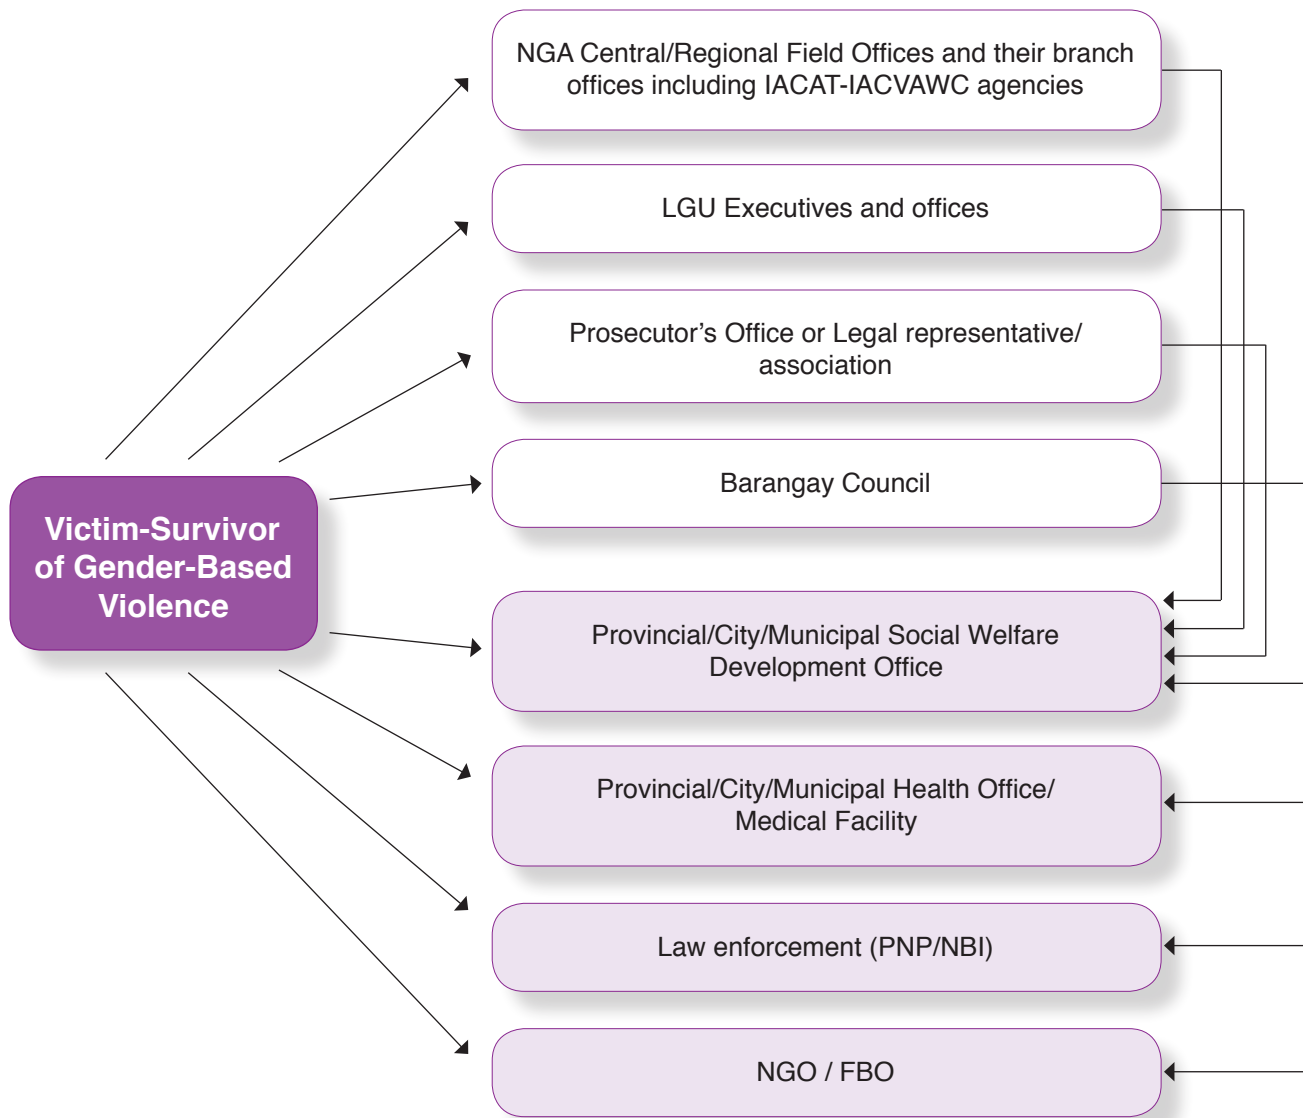 NGA Central/Regional Field Offices and their branch
offices including IACAT-IACVAWC agencies
LGU Executives and offices
Prosecutor’s Office or Legal representative/
association
Barangay Council
Victim-Survivor
of Gender-Based
Violence
Provincial/City/Municipal Social Welfare
Development Office
Provincial/City/Municipal Health Office/
Medical Facility
Law enforcement (PNP/NBI)
NGO / FBO